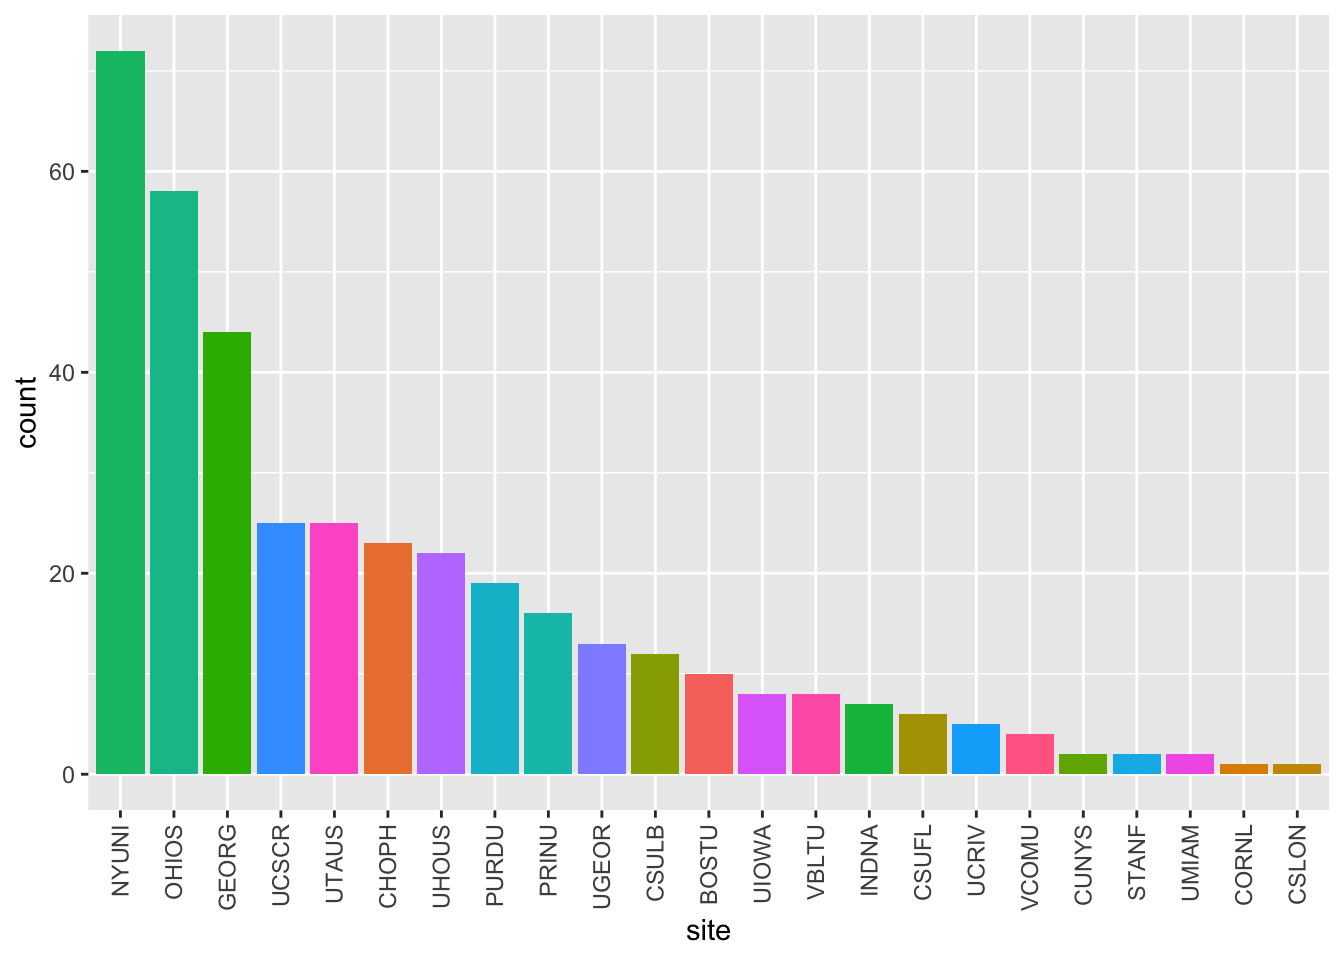 count
60
40
20
0
NYUNI
OHIOS
GEORG
UCSCR
UTAUS
CHOPH
UHOUS
PURDU
PRINU
UGEOR
CSULB
BOSTU
UIOWA
VBLTU
INDNA
CSUFL
UCRIV
VCOMU
CUNYS
STANF
UMIAM
CORNL
CSLON
site